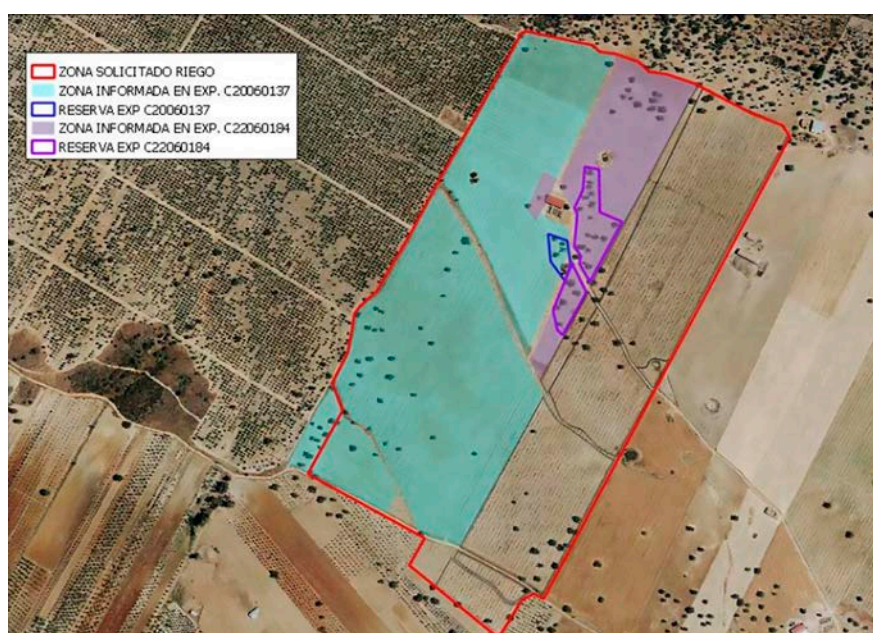 ZONA SOLICITADO RIEGO
ZONA INFORMADA EN EXP. C20060137
RESERVA EXP C20060137
ZONA INFORMADA EN EXP. C22060184
RESERVA EXP C22060184